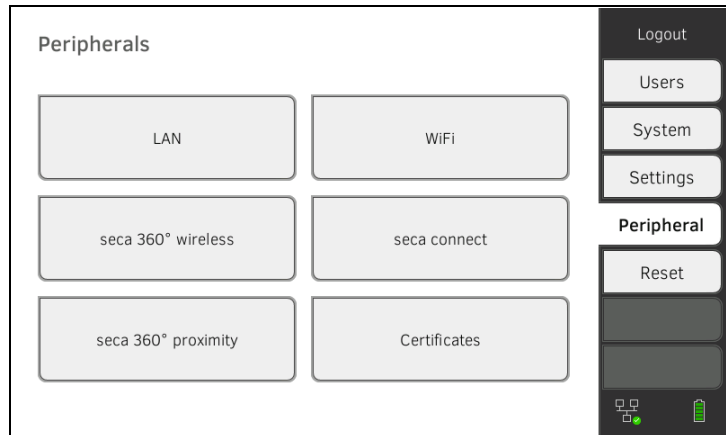 Peripherals
LAN
WiFi
seca 360° wireless
seca connect
seca 360° proximity
Certificates
Logout
Users
System
Settings
Peripheral
Reset